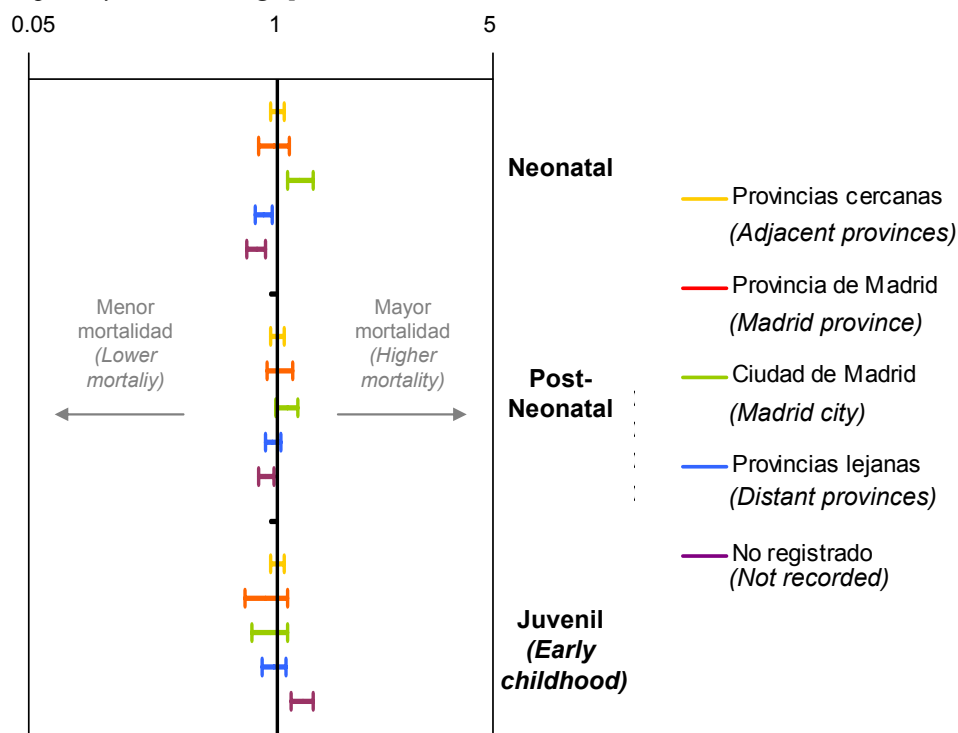 0.05 1 5
Neonatal
Menor
mortalidad
(Lower
mortaliy)
Mayor
mortalidad
(Higher
mortality)
Post-
Neonatal
Juvenil
(Early
childhood)
Provincias cercanas
(Adjacent provinces)
Provincia de Madrid
(Madrid province)
Ciudad de Madrid
(Madrid city)
Provincias lejanas
(Distant provinces)
No registrado
(Not recorded)